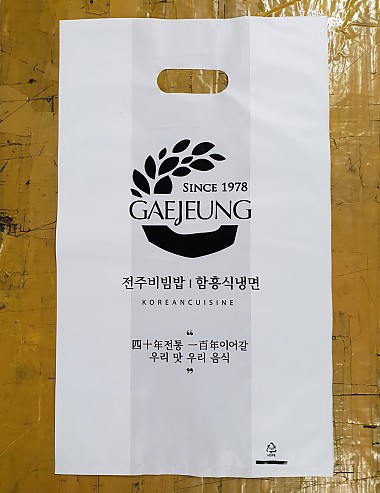 SINCE 1978
GAEJEUNG
전주비빔밥 | 함흥식냉면
KOREANCUISINE
“
四十年전통 一百年이어갈
우리 맛 우리 음식
”
HDPE